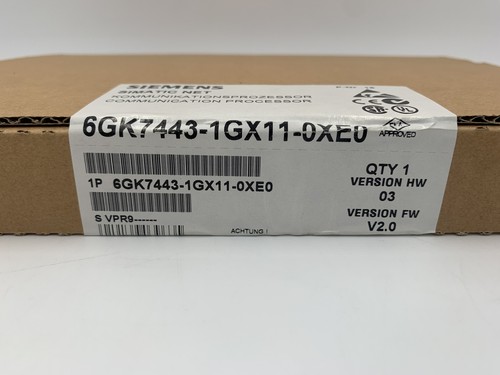 SIEMENS
SIMATIC NET
KOMMUNIKATIONSPROZESSOR
COMMUNICATION PROCESSOR
6GK7443-1GX11-0XE0
APPROVED
1P 6GK7443-1GX11-0XE0
S VPR9------
ACHTUNG!
QTY 1
VERSION HW
03
VERSION FW
V2.0